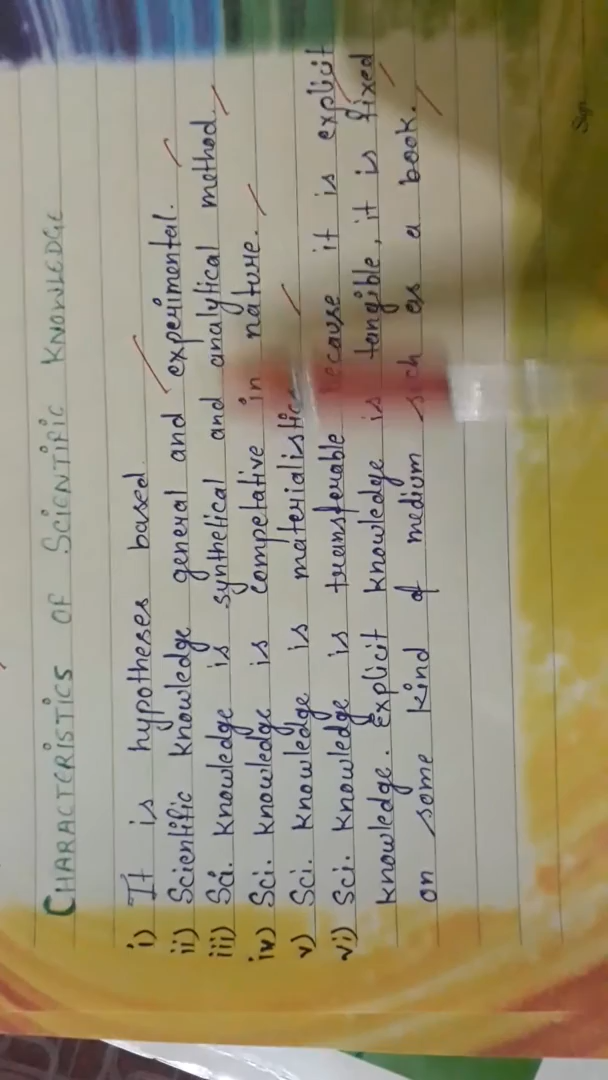 CHARACTERISTICS OF SCIENTIFIC KNOWLEDGE
i) It is hypotheses based.
ii) Scientific knowledge general and experimental.
iii) Sci. knowledge is synthetical and analytical method.
iv) Sci. knowledge is competative in nature.
v) Sci. knowledge is materialistic
vi) Sci. knowledge is transferable because it is explicit
knowledge. Explicit knowledge is tangible, it is fixed
on some kind of medium such as a book.
Sign